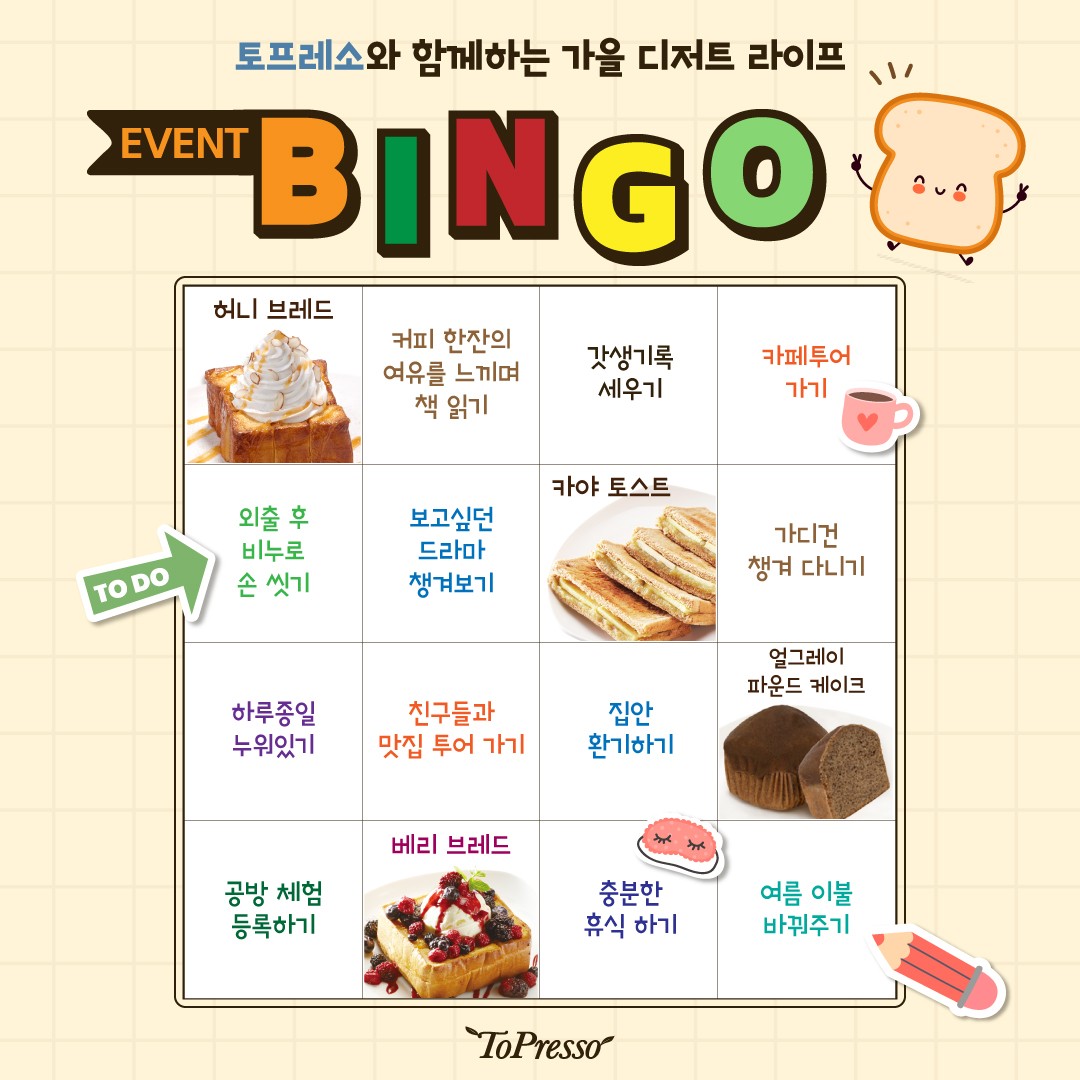 토프레소와 함께하는 가을 디저트 라이프
EVENT BINGO
허니 브레드
커피 한잔의
여유를 느끼며
책 읽기
갓생기록
세우기
카페투어
가기
TO DO
외출 후
비누로
손 씻기
보고싶던
드라마
챙겨보기
카야 토스트
가디건
챙겨 다니기
하루종일
누워있기
친구들과
맛집 투어 가기
집안
환기하기
얼그레이
파운드 케이크
공방 체험
등록하기
베리 브레드
충분한
휴식 하기
여름 이불
바꿔주기
ToPresso